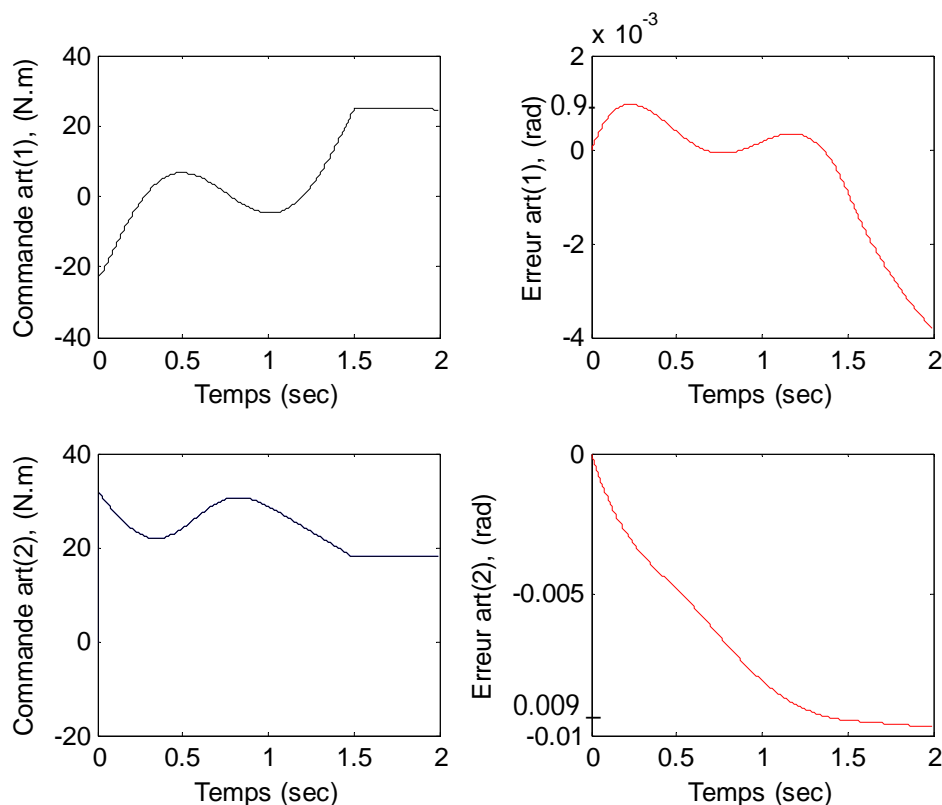 Commande art(1), (N.m)
40
20
0
-20
-40
0 0.5 1 1.5 2
Temps (sec)
x 10^-3
Erreur art(1), (rad)
2
0.9
0
-2
-4
0 0.5 1 1.5 2
Temps (sec)
Commande art(2), (N.m)
40
20
0
-20
0 0.5 1 1.5 2
Temps (sec)
Erreur art(2), (rad)
0
-0.005
0.009
-0.01
0 0.5 1 1.5 2
Temps (sec)